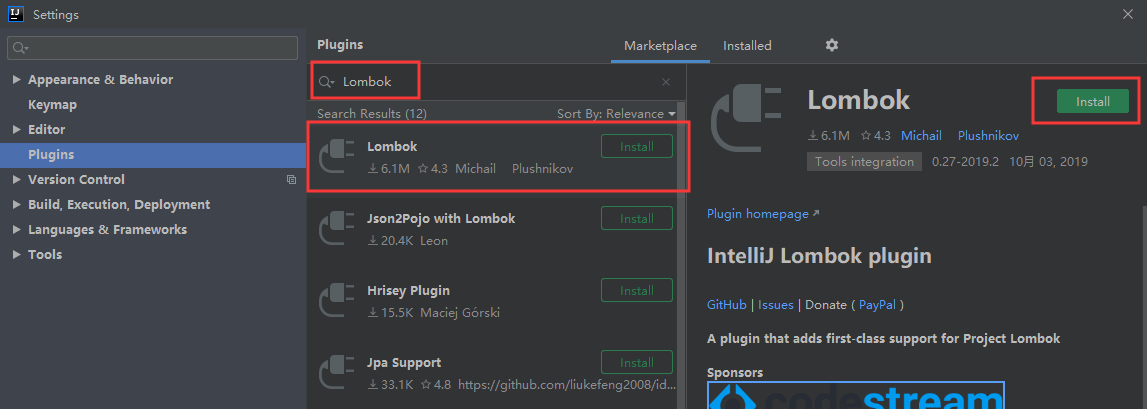 Settings
Appearance & Behavior
Keymap
Editor
Plugins
Version Control
Build, Execution, Deployment
Languages & Frameworks
Tools
Plugins
Marketplace
Installed
Lombok
Search Results (12)
Sort By: Relevance
Lombok
Install
6.1M 4.3 Michail Plushnikov
Json2Pojo with Lombok
Install
20.4K Leon
Hrisey Plugin
Install
15.5K Maciej Górski
Jpa Support
Install
33.1K 4.8 https://github.com/liukefeng2008/id...
Lombok
Install
6.1M 4.3 Michail Plushnikov
Tools integration 0.27-2019.2 10月 03, 2019
Plugin homepage
IntelliJ Lombok plugin
GitHub | Issues | Donate ( PayPal )
A plugin that adds first-class support for Project Lombok
Sponsors
codestream